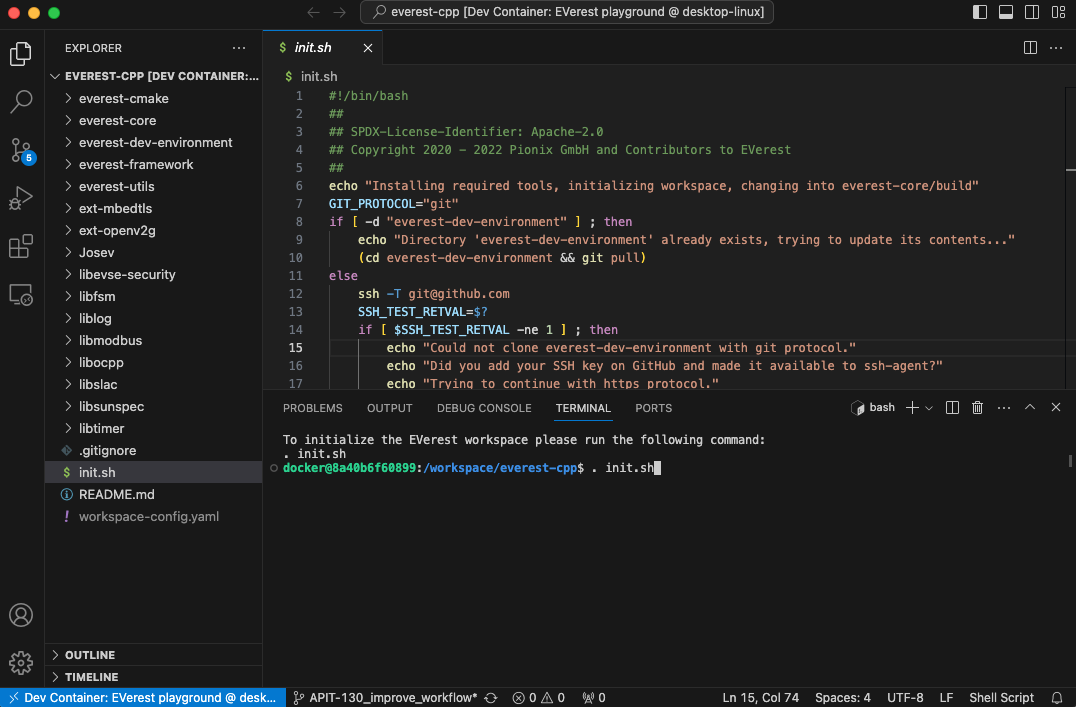 everest-cpp [Dev Container: EVerest playground @ desktop-linux]
EXPLORER
EVEREST-CPP [DEV CONTAINER:...
everest-cmake
everest-core
everest-dev-environment
everest-framework
everest-utils
ext-mbedtls
ext-openv2g
Josev
libevse-security
libfsm
liblog
libmodbus
libocpp
libslac
libsunspec
libtimer
.gitignore
$ init.sh
README.md
! workspace-config.yaml
OUTLINE
TIMELINE
5
$ init.sh
$ init.sh
1 #!/bin/bash
2 ##
3 ## SPDX-License-Identifier: Apache-2.0
4 ## Copyright 2020 - 2022 Pionix GmbH and Contributors to EVerest
5 ##
6 echo "Installing required tools, initializing workspace, changing into everest-core/build"
7 GIT_PROTOCOL="git"
8 if [ -d "everest-dev-environment" ] ; then
9 echo "Directory 'everest-dev-environment' already exists, trying to update its contents..."
10 (cd everest-dev-environment && git pull)
11 else
12 ssh -T git@github.com
13 SSH_TEST_RETVAL=$?
14 if [ $SSH_TEST_RETVAL -ne 1 ] ; then
15 echo "Could not clone everest-dev-environment with git protocol."
16 echo "Did you add your SSH key on GitHub and made it available to ssh-agent?"
17 echo "Trying to continue with https protocol."
PROBLEMS OUTPUT DEBUG CONSOLE TERMINAL PORTS bash
To initialize the EVerest workspace please run the following command:
. init.sh
docker@8a40b6f60899:/workspace/everest-cpp$ . init.sh
Dev Container: EVerest playground @ desk... APIT-130_improve_workflow* 0 0 0 Ln 15, Col 74 Spaces: 4 UTF-8 LF Shell Script